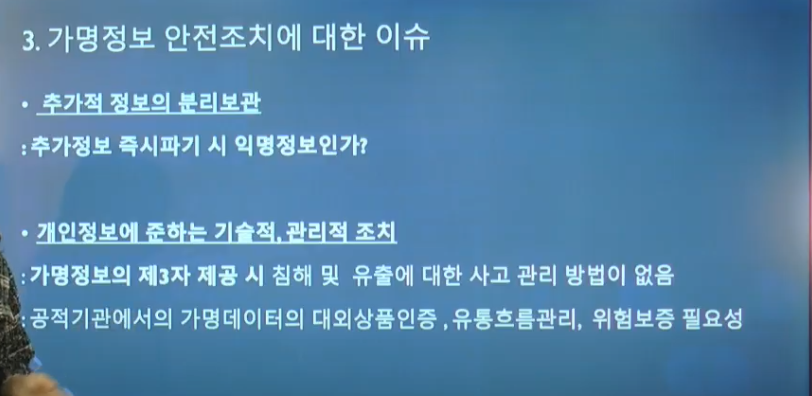 3. 가명정보 안전조치에 대한 이슈
• 추가적 정보의 분리보관
: 추가정보 즉시파기 시 익명정보인가?
• 개인정보에 준하는 기술적, 관리적 조치
: 가명정보의 제3자 제공 시 침해 및 유출에 대한 사고 관리 방법이 없음
: 공적기관에서의 가명데이터의 대외상품인증 , 유통흐름관리, 위험보증 필요성